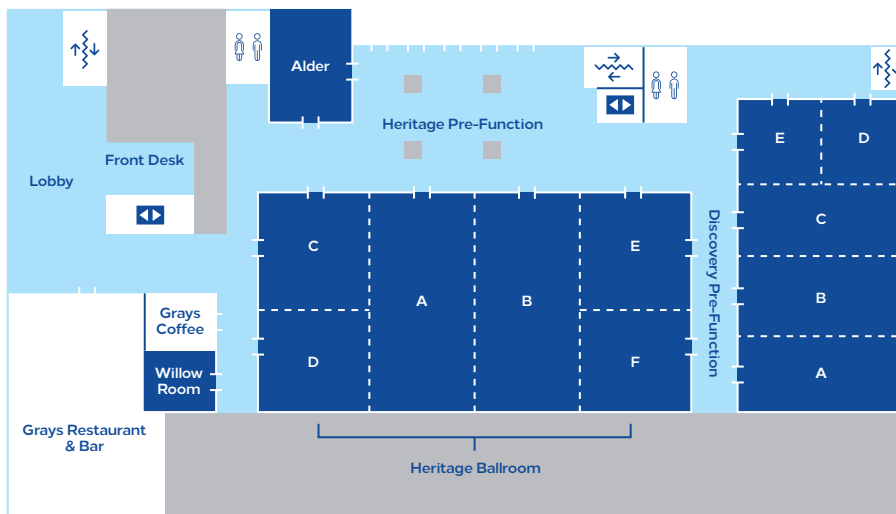 Alder
Heritage Pre-Function
Front Desk
Lobby
E
D
C
B
A
Discovery Pre-Function
C
A
B
E
D
F
Grays
Coffee
Willow
Room
Grays Restaurant
& Bar
Heritage Ballroom